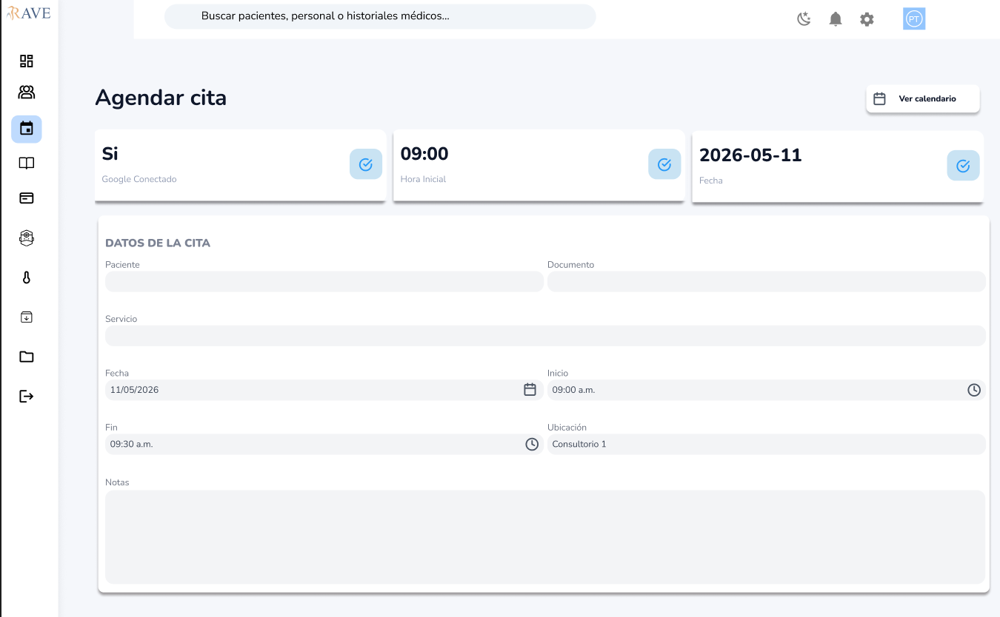 RAVE
Buscar pacientes, personal o historiales médicos...
PT
Agendar cita
Ver calendario
Si
Google Conectado
09:00
Hora Inicial
2026-05-11
Fecha
DATOS DE LA CITA
Paciente
Documento
Servicio
Fecha
Inicio
11/05/2026
09:00 a.m.
Fin
Ubicación
09:30 a.m.
Consultorio 1
Notas